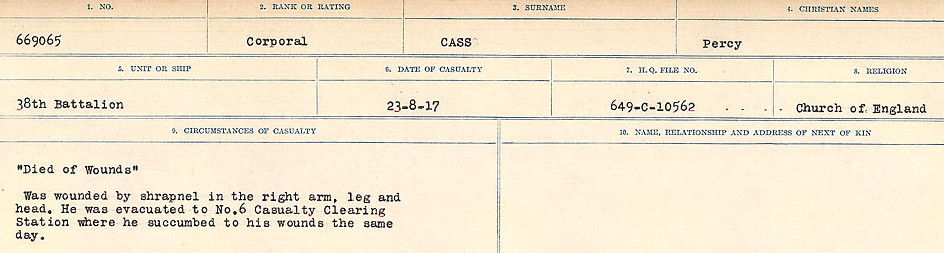 1. NO. 2. RANK OR RATING 3. SURNAME 4. CHRISTIAN NAMES
669065 Corporal CASS Percy
5. UNIT OR SHIP 6. DATE OF CASUALTY 7. H.Q. FILE NO. 8. RELIGION
38th Battalion 23-8-17 649-C-10562 . . . . Church of England
9. CIRCUMSTANCES OF CASUALTY 10. NAME, RELATIONSHIP AND ADDRESS OF NEXT OF KIN
"Died of Wounds"
Was wounded by shrapnel in the right arm, leg and
head. He was evacuated to No.6 Casualty Clearing
Station where he succumbed to his wounds the same
day.